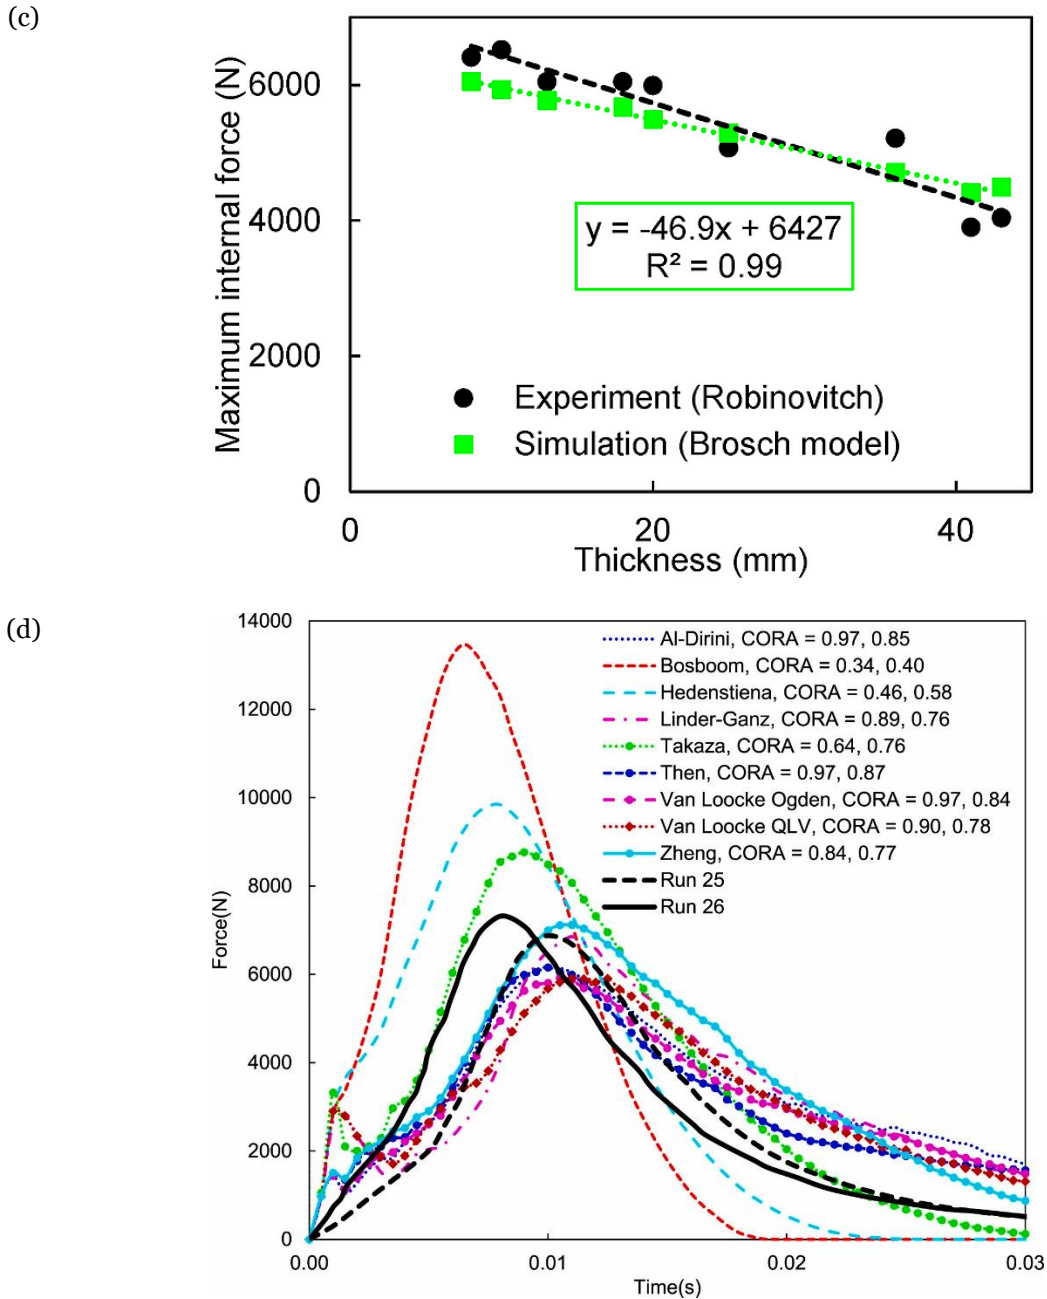 (c)
Maximum internal force (N)
6000
4000
2000
0
y = -46.9x + 6427
R² = 0.99
Experiment (Robinovitch)
Simulation (Brosch model)
0
20
40
Thickness (mm)
(d)
14000
12000
10000
8000
6000
4000
2000
0
Force(N)
Al-Dirini, CORA = 0.97, 0.85
Bosboom, CORA = 0.34, 0.40
Hedenstiena, CORA = 0.46, 0.58
Linder-Ganz, CORA = 0.89, 0.76
Takaza, CORA = 0.64, 0.76
Then, CORA = 0.97, 0.87
Van Loocke Ogden, CORA = 0.97, 0.84
Van Loocke QLV, CORA = 0.90, 0.78
Zheng, CORA = 0.84, 0.77
Run 25
Run 26
0.00
0.01
0.02
0.03
Time(s)